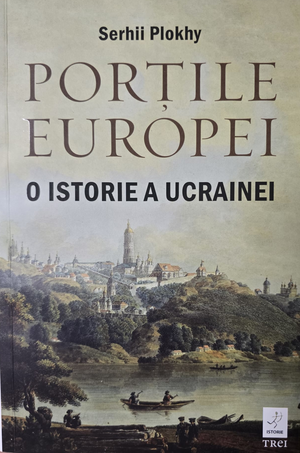 Serhii Plokhy
PORȚILE
EUROPEI
O ISTORIE A UCRAINEI
ISTORIE
TREI